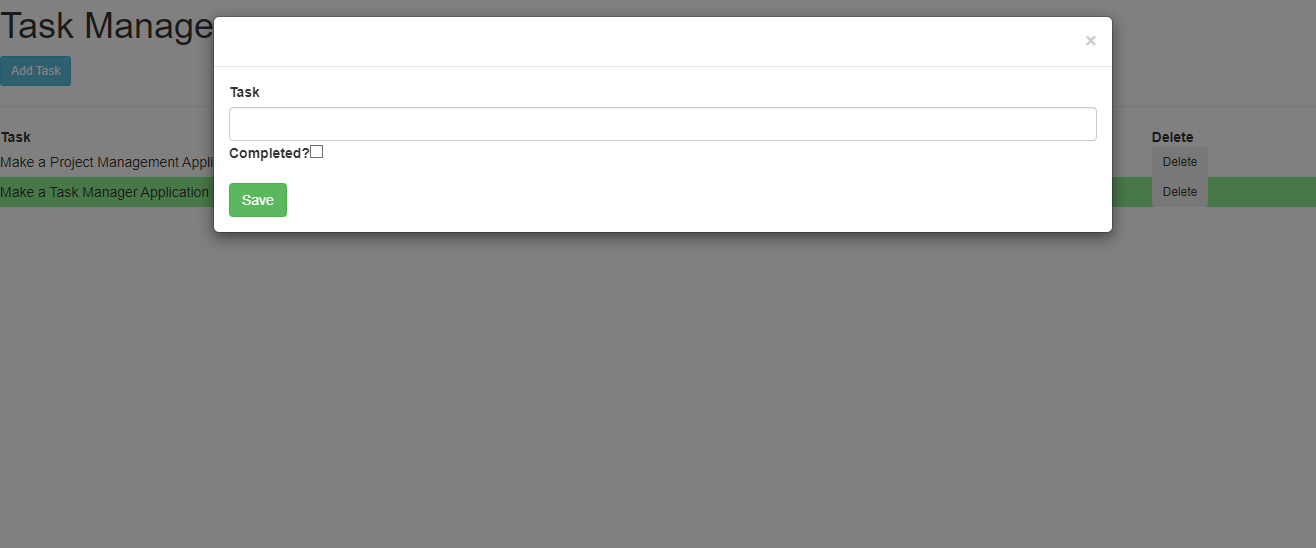 Task Manage
×
Add Task
Task
Task Delete
Completed?
Make a Project Management Appli Delete
Make a Task Manager Application Delete
Save